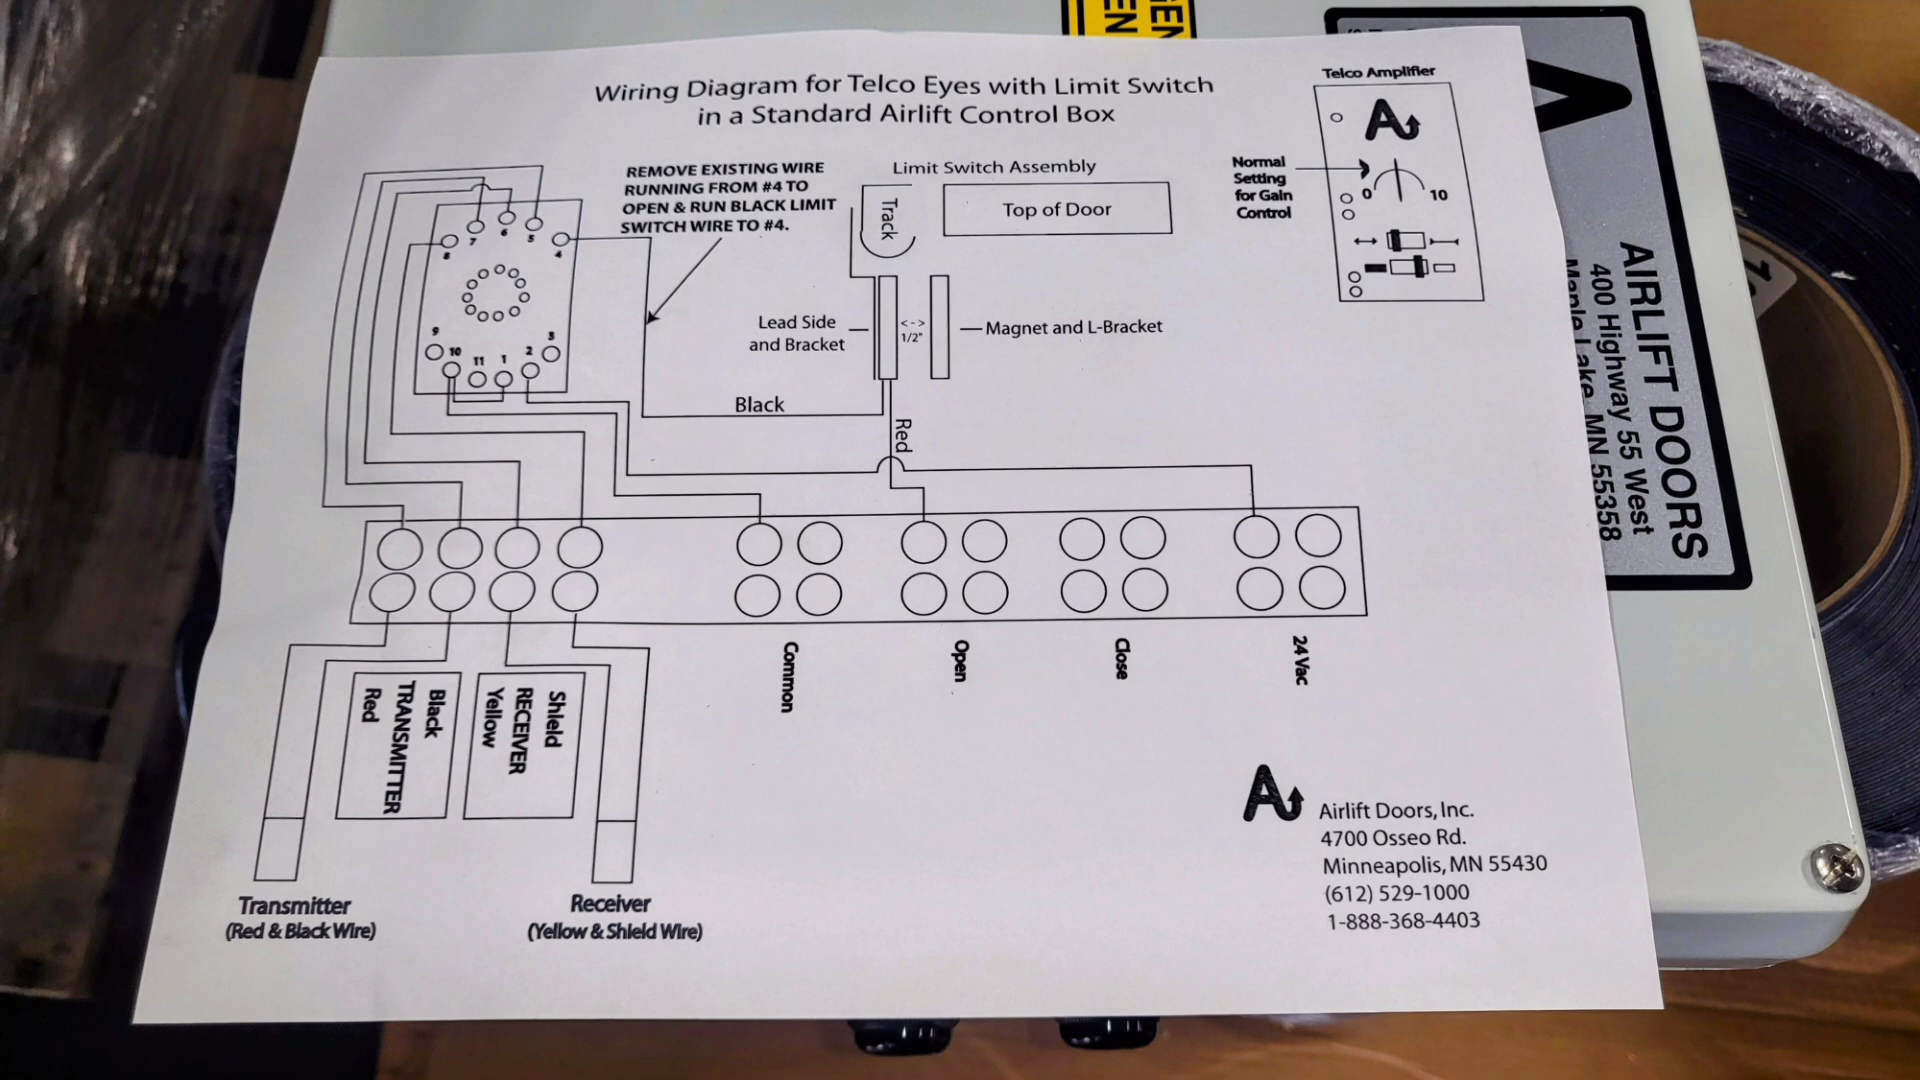 Wiring Diagram for Telco Eyes with Limit Switch
in a Standard Airlift Control Box
Telco Amplifier
Normal
Setting
for Gain
Control
0
10
REMOVE EXISTING WIRE
RUNNING FROM #4 TO
OPEN & RUN BLACK LIMIT
SWITCH WIRE TO #4.
Limit Switch Assembly
Track
Top of Door
Lead Side
and Bracket
< - >
1/2"
Magnet and L-Bracket
Black
Red
7
6
5
4
8
9
10
11
1
2
3
Common
Open
Close
24 Vac
Black
TRANSMITTER
Red
Shield
RECEIVER
Yellow
Transmitter
(Red & Black Wire)
Receiver
(Yellow & Shield Wire)
Airlift Doors, Inc.
4700 Osseo Rd.
Minneapolis, MN 55430
(612) 529-1000
1-888-368-4403
AIRLIFT DOORS
400 Highway 55 West
Maple Lake, MN 55358